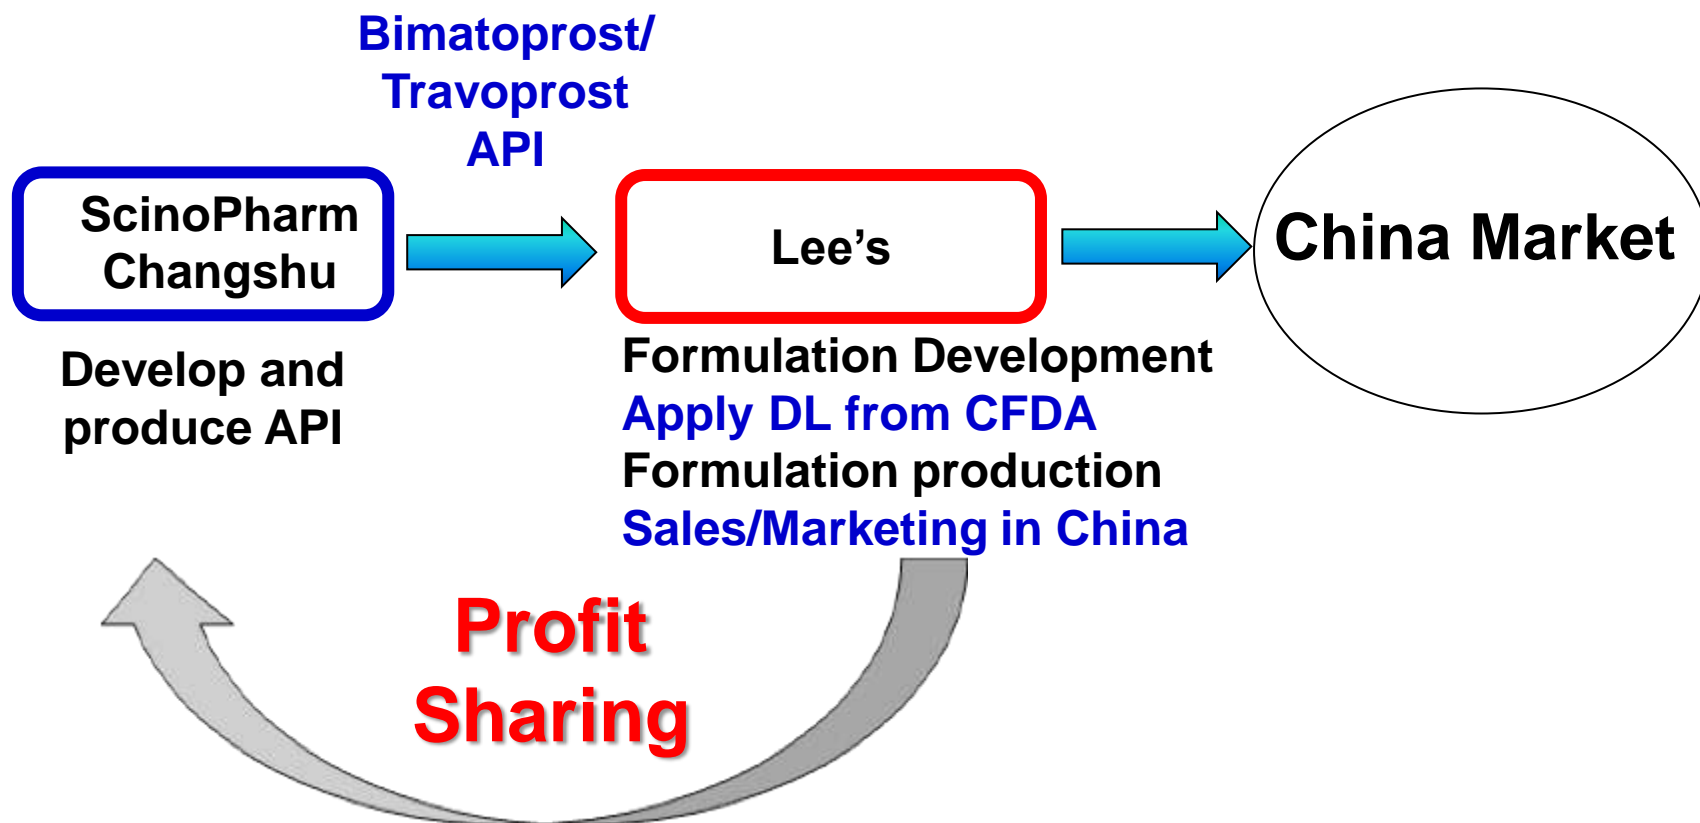 Bimatoprost/
Travoprost
API
ScinoPharm
Changshu
Lee’s
China Market
Develop and
produce API
Formulation Development
Apply DL from CFDA
Formulation production
Sales/Marketing in China
Profit
Sharing